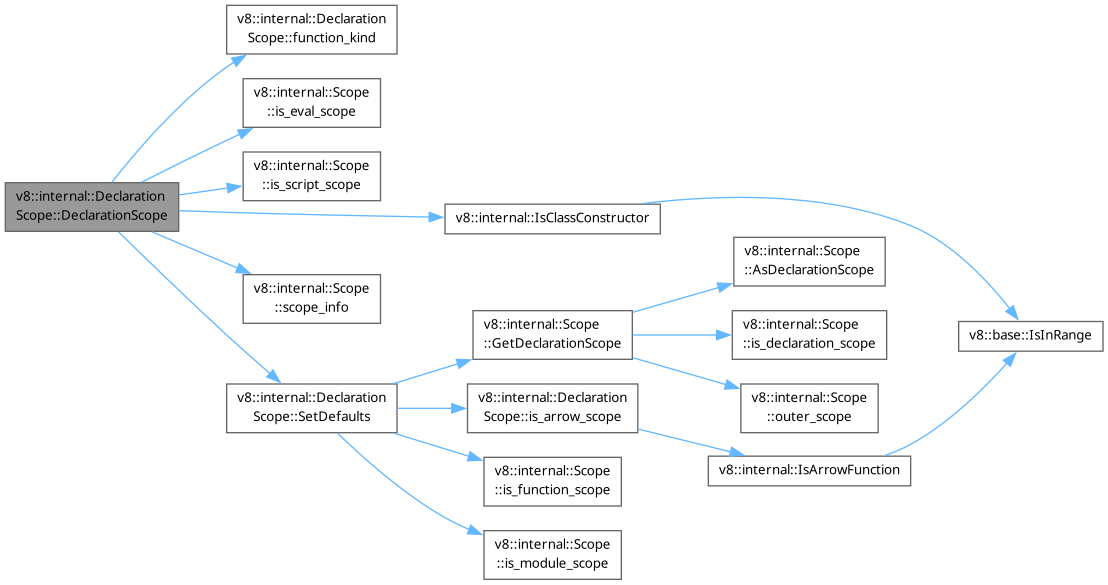 v8::internal::Declaration
Scope::function_kind
v8::internal::Scope
::is_eval_scope
v8::internal::Scope
::is_script_scope
v8::internal::Declaration
Scope::DeclarationScope
v8::internal::IsClassConstructor
v8::internal::Scope
::AsDeclarationScope
v8::internal::Scope
::scope_info
v8::internal::Scope
::GetDeclarationScope
v8::internal::Scope
::is_declaration_scope
v8::base::IsInRange
v8::internal::Declaration
Scope::SetDefaults
v8::internal::Declaration
Scope::is_arrow_scope
v8::internal::Scope
::outer_scope
v8::internal::IsArrowFunction
v8::internal::Scope
::is_function_scope
v8::internal::Scope
::is_module_scope